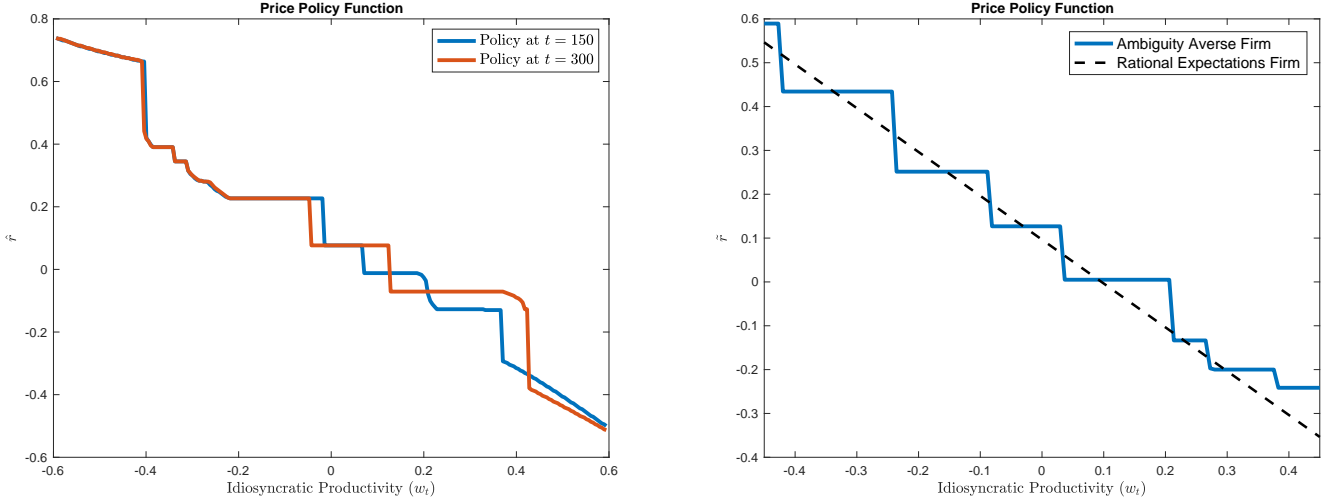 Price Policy Function
0.8
0.6
0.4
0.2
0
-0.2
-0.4
-0.6
r̂
Policy at t = 150
Policy at t = 300
-0.6 -0.4 -0.2 0 0.2 0.4 0.6
Idiosyncratic Productivity (wₜ)
Price Policy Function
0.6
0.5
0.4
0.3
0.2
0.1
0
-0.1
-0.2
-0.3
-0.4
r̃
Ambiguity Averse Firm
Rational Expectations Firm
-0.4 -0.3 -0.2 -0.1 0 0.1 0.2 0.3 0.4
Idiosyncratic Productivity (wₜ)